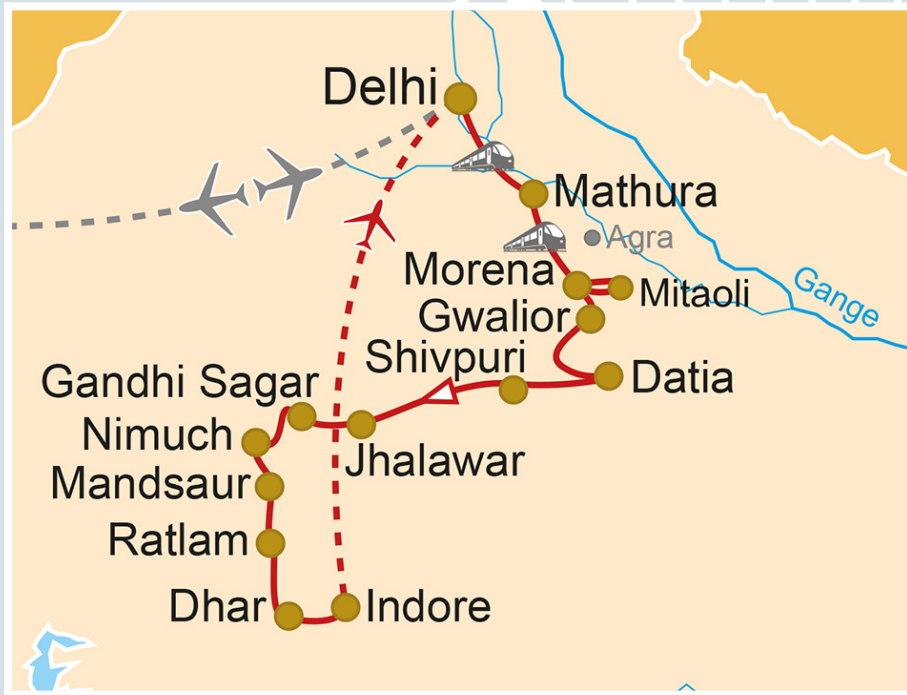 Delhi
Mathura
Agra
Morena
Mitaoli
Gange
Gwalior
Shivpuri
Datia
Gandhi Sagar
Nimuch
Jhalawar
Mandsaur
Ratlam
Dhar
Indore